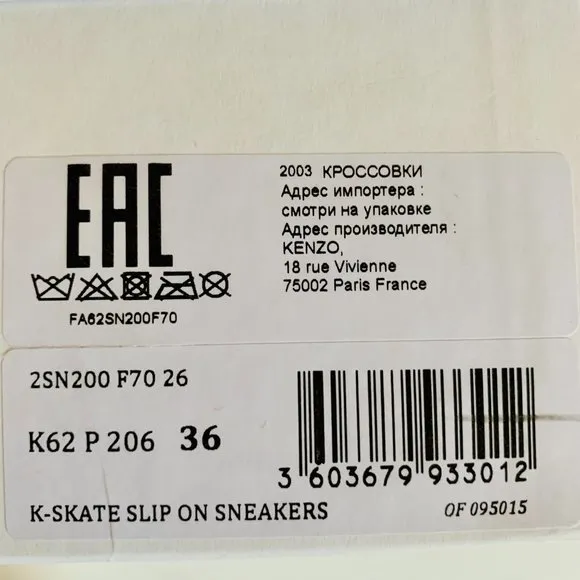 EAC
FA62SN200F70
2003 КРОССОВКИ
Адрес импортера :
смотри на упаковке
Адрес производителя :
KENZO,
18 rue Vivienne
75002 Paris France
2SN200 F70 26
K62 P 206 36
3 603679 933012
K-SKATE SLIP ON SNEAKERS
OF 095015